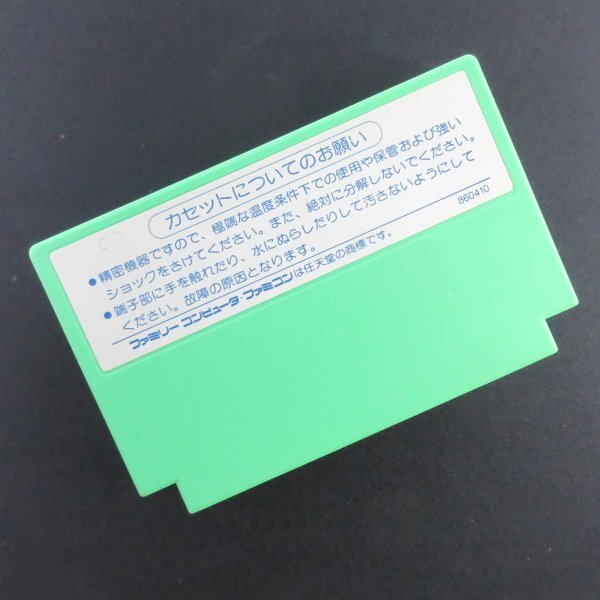 カセットについてのお願い
●精密機器ですので、極端な温度条件下での使用や保管および強い
ショックをさけてください。また、絶対に分解しないでください。
●端子部に手を触れたり、水にぬらしたりして汚さないようにして
ください。故障の原因となります。
860410
ファミリーコンピュータ・ファミコンは任天堂の商標です。